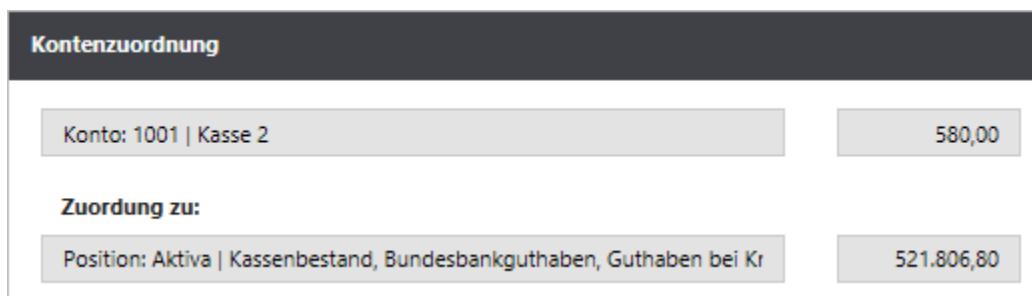 Kontenzuordnung
Konto: 1001 | Kasse 2 580,00
Zuordung zu:
Position: Aktiva | Kassenbestand, Bundesbankguthaben, Guthaben bei Kr 521.806,80